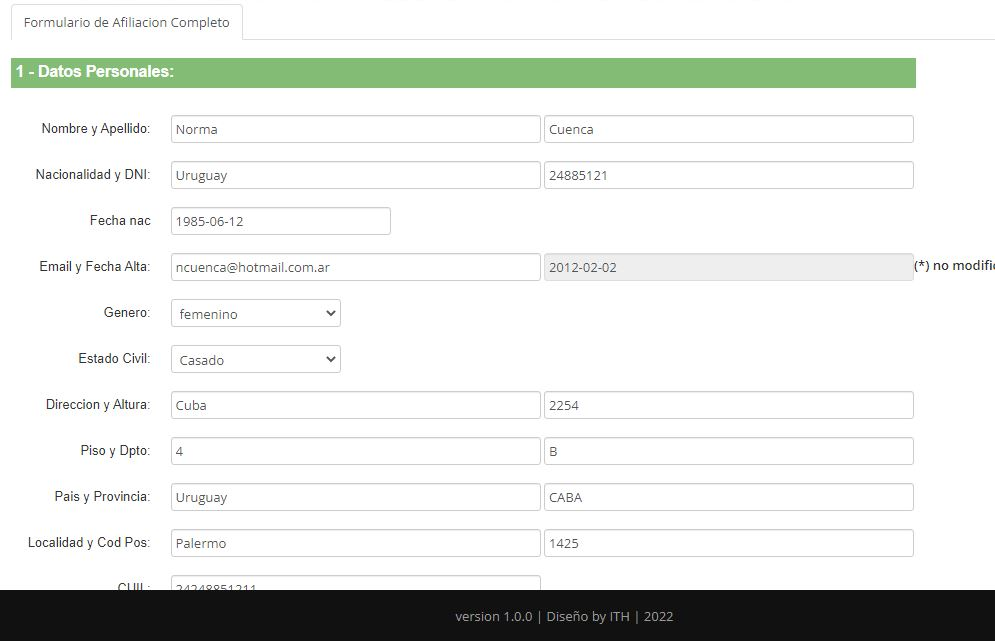 Formulario de Afiliacion Completo
1 - Datos Personales:
Nombre y Apellido: Norma Cuenca
Nacionalidad y DNI: Uruguay 24885121
Fecha nac 1985-06-12
Email y Fecha Alta: ncuenca@hotmail.com.ar 2012-02-02 (*) no modific
Genero: femenino
Estado Civil: Casado
Direccion y Altura: Cuba 2254
Piso y Dpto: 4 B
Pais y Provincia: Uruguay CABA
Localidad y Cod Pos: Palermo 1425
CUIL: 24248851211
version 1.0.0 | Diseño by ITH | 2022